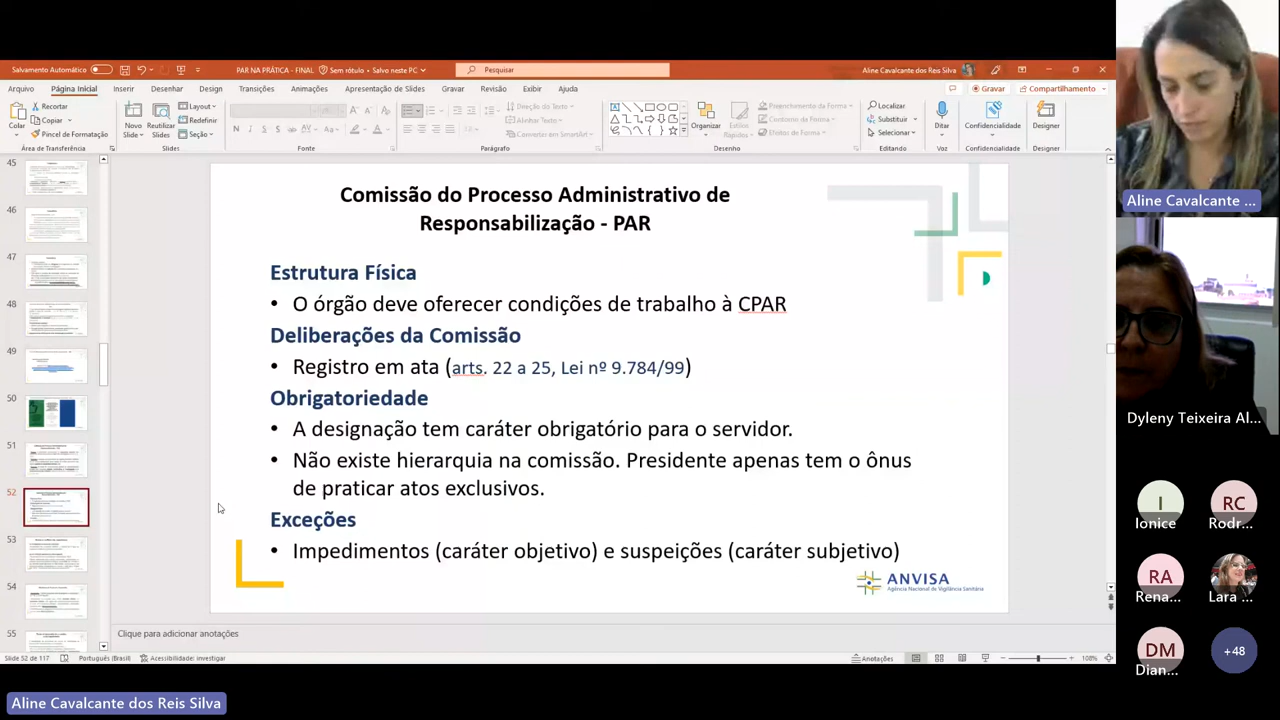 Salvamento Automático
PAR NA PRÁTICA - FINAL
Sem rótulo • Salvo neste PC
Pesquisar
Aline Cavalcante dos Reis Silva
Arquivo
Página Inicial
Inserir
Desenhar
Design
Transições
Animações
Apresentação de Slides
Gravar
Revisão
Exibir
Ajuda
Gravar
Compartilhamento
Colar
Recortar
Copiar
Pincel de Formatação
Área de Transferência
Novo Slide
Reutilizar Slides
Layout
Redefinir
Seção
Slides
Fonte
Direção do Texto
Alinhar Texto
Converter em SmartArt
Parágrafo
Organizar
Estilos Rápidos
Preenchimento da Forma
Contorno da Forma
Efeitos de Forma
Desenho
Localizar
Substituir
Selecionar
Editando
Ditar
Voz
Confidencialidade
Confidencialidade
Designer
Designer
45
46
47
48
49
50
51
52
53
54
55
Comissão do Processo Administrativo de
Responsabilização - PAR
Estrutura Física
• O órgão deve oferecer condições de trabalho à CPAR
Deliberações da Comissão
• Registro em ata (arts. 22 a 25, Lei nº 9.784/99)
Obrigatoriedade
• A designação tem caráter obrigatório para o servidor.
• Não existe hierarquia na comissão. Presidente apenas tem o ônus
de praticar atos exclusivos.
Exceções
• Impedimentos (caráter objetivo) e suspeições (caráter subjetivo)
ANVISA
Agência Nacional de Vigilância Sanitária
Clique para adicionar anotações
Slide 52 de 117
Português (Brasil)
Acessibilidade: investigar
Anotações
108%
Aline Cavalcante dos Reis Silva
Aline Cavalcante ...
Dyleny Teixeira Al...
I
Ionice
RC
Rodr...
RA
Rena...
Lara ...
DM
Dian...
+48